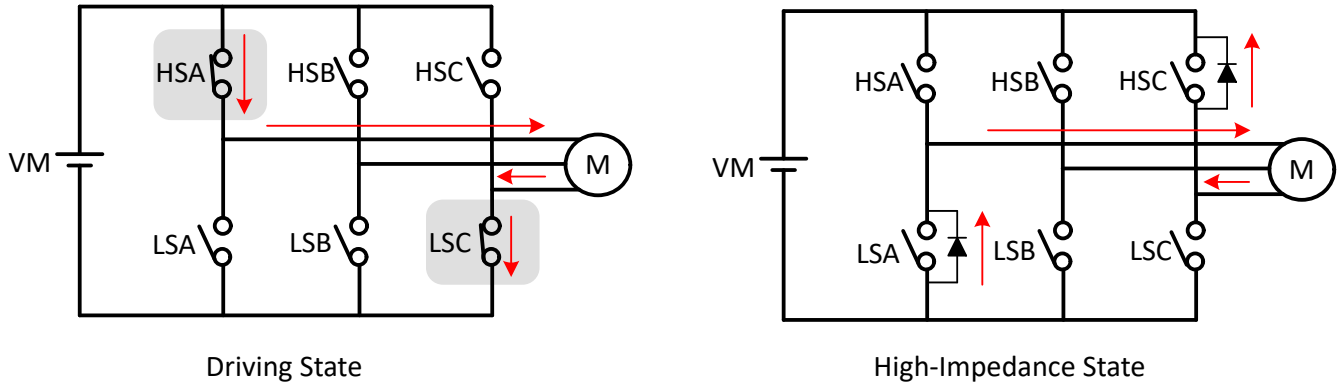 HSA HSB HSC
VM M
LSA LSB LSC
Driving State
HSA HSB HSC
VM M
LSA LSB LSC
High-Impedance State